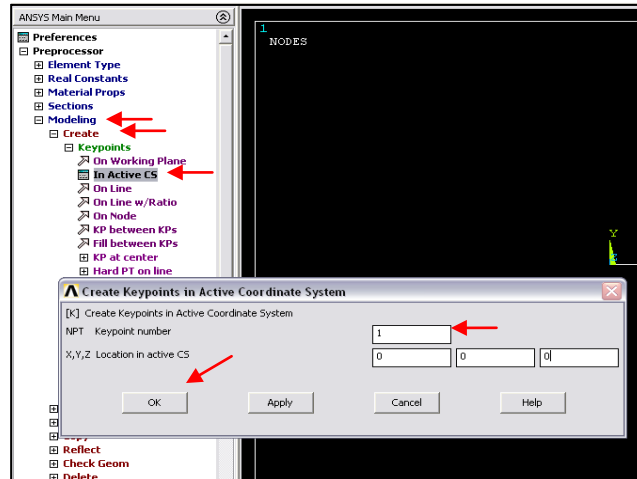 ANSYS Main Menu
Preferences
Preprocessor
Element Type
Real Constants
Material Props
Sections
Modeling
Create
Keypoints
On Working Plane
In Active CS
On Line
On Line w/Ratio
On Node
KP between KPs
Fill between KPs
KP at center
Hard PT on line
1
NODES
Y
Create Keypoints in Active Coordinate System
[K] Create Keypoints in Active Coordinate System
NPT Keypoint number 1
X,Y,Z Location in active CS 0 0 0
OK Apply Cancel Help
Reflect
Check Geom
Delete